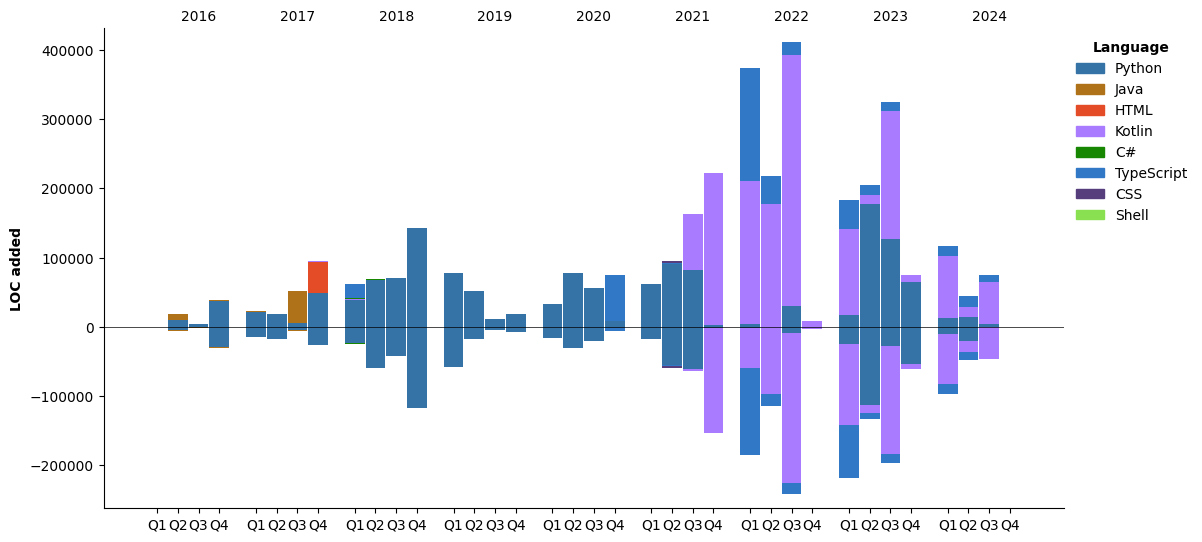 2016 2017 2018 2019 2020 2021 2022 2023 2024
400000
300000
200000
100000
0
−100000
−200000
LOC added
Q1 Q2 Q3 Q4 Q1 Q2 Q3 Q4 Q1 Q2 Q3 Q4 Q1 Q2 Q3 Q4 Q1 Q2 Q3 Q4 Q1 Q2 Q3 Q4 Q1 Q2 Q3 Q4 Q1 Q2 Q3 Q4 Q1 Q2 Q3 Q4
Language
Python
Java
HTML
Kotlin
C#
TypeScript
CSS
Shell